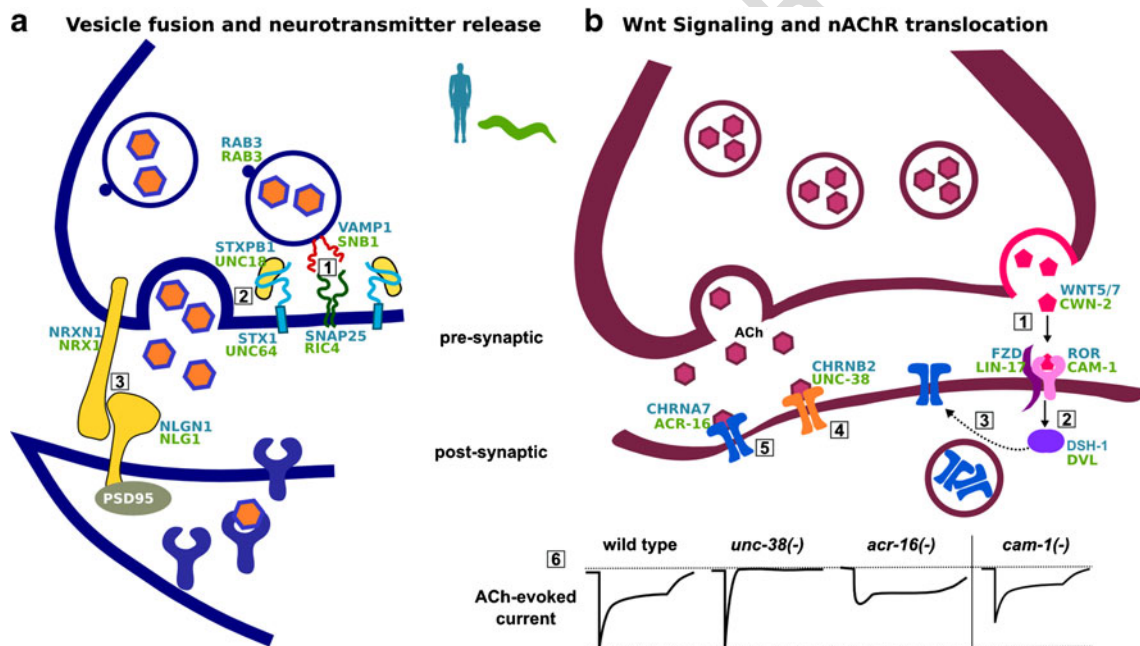 a Vesicle fusion and neurotransmitter release
RAB3
RAB3
VAMP1
SNB1
STXPB1
UNC18
1
2
STX1
UNC64
SNAP25
RIC4
NRXN1
NRX1
3
NLGN1
NLG1
PSD95
pre-synaptic
post-synaptic
b Wnt Signaling and nAChR translocation
WNT5/7
CWN-2
1
ACh
FZD
LIN-17
ROR
CAM-1
CHRNB2
UNC-38
CHRNA7
ACR-16
4
5
3
2
DSH-1
DVL
6
wild type unc-38(-) acr-16(-) cam-1(-)
ACh-evoked
current